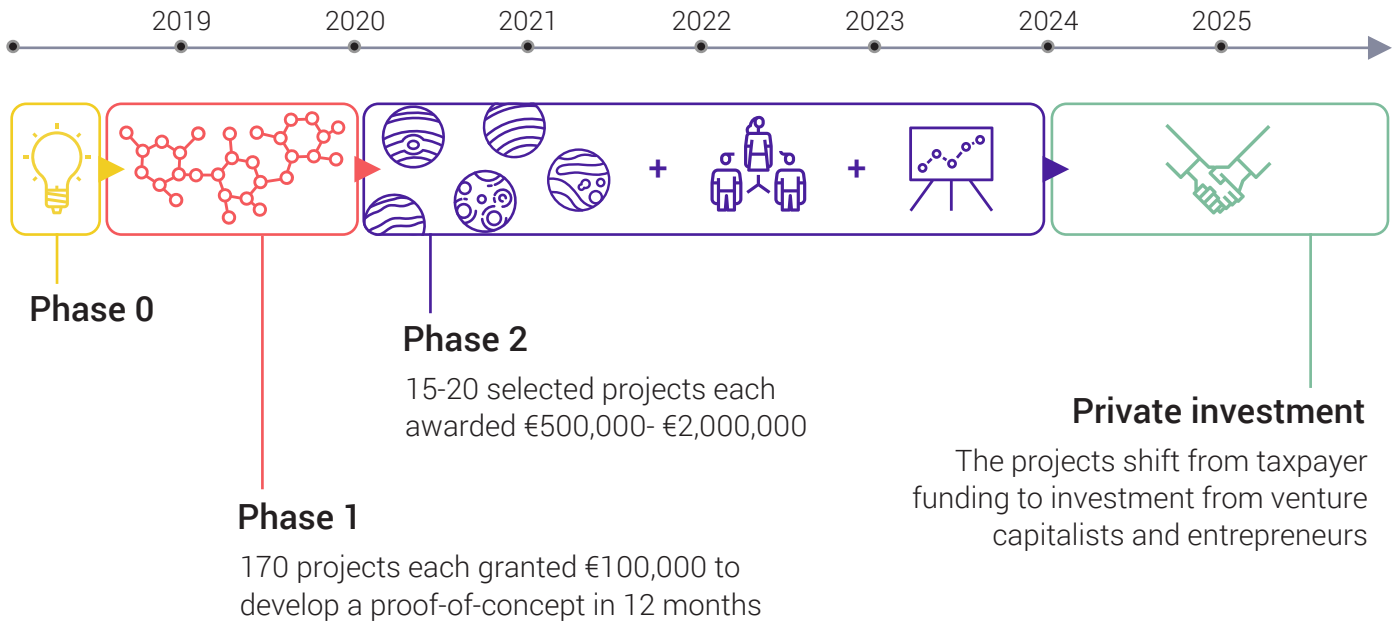 2019 2020 2021 2022 2023 2024 2025
+ +
Phase 0
Phase 2
15-20 selected projects each
awarded €500,000- €2,000,000
Phase 1
170 projects each granted €100,000 to
develop a proof-of-concept in 12 months
Private investment
The projects shift from taxpayer
funding to investment from venture
capitalists and entrepreneurs